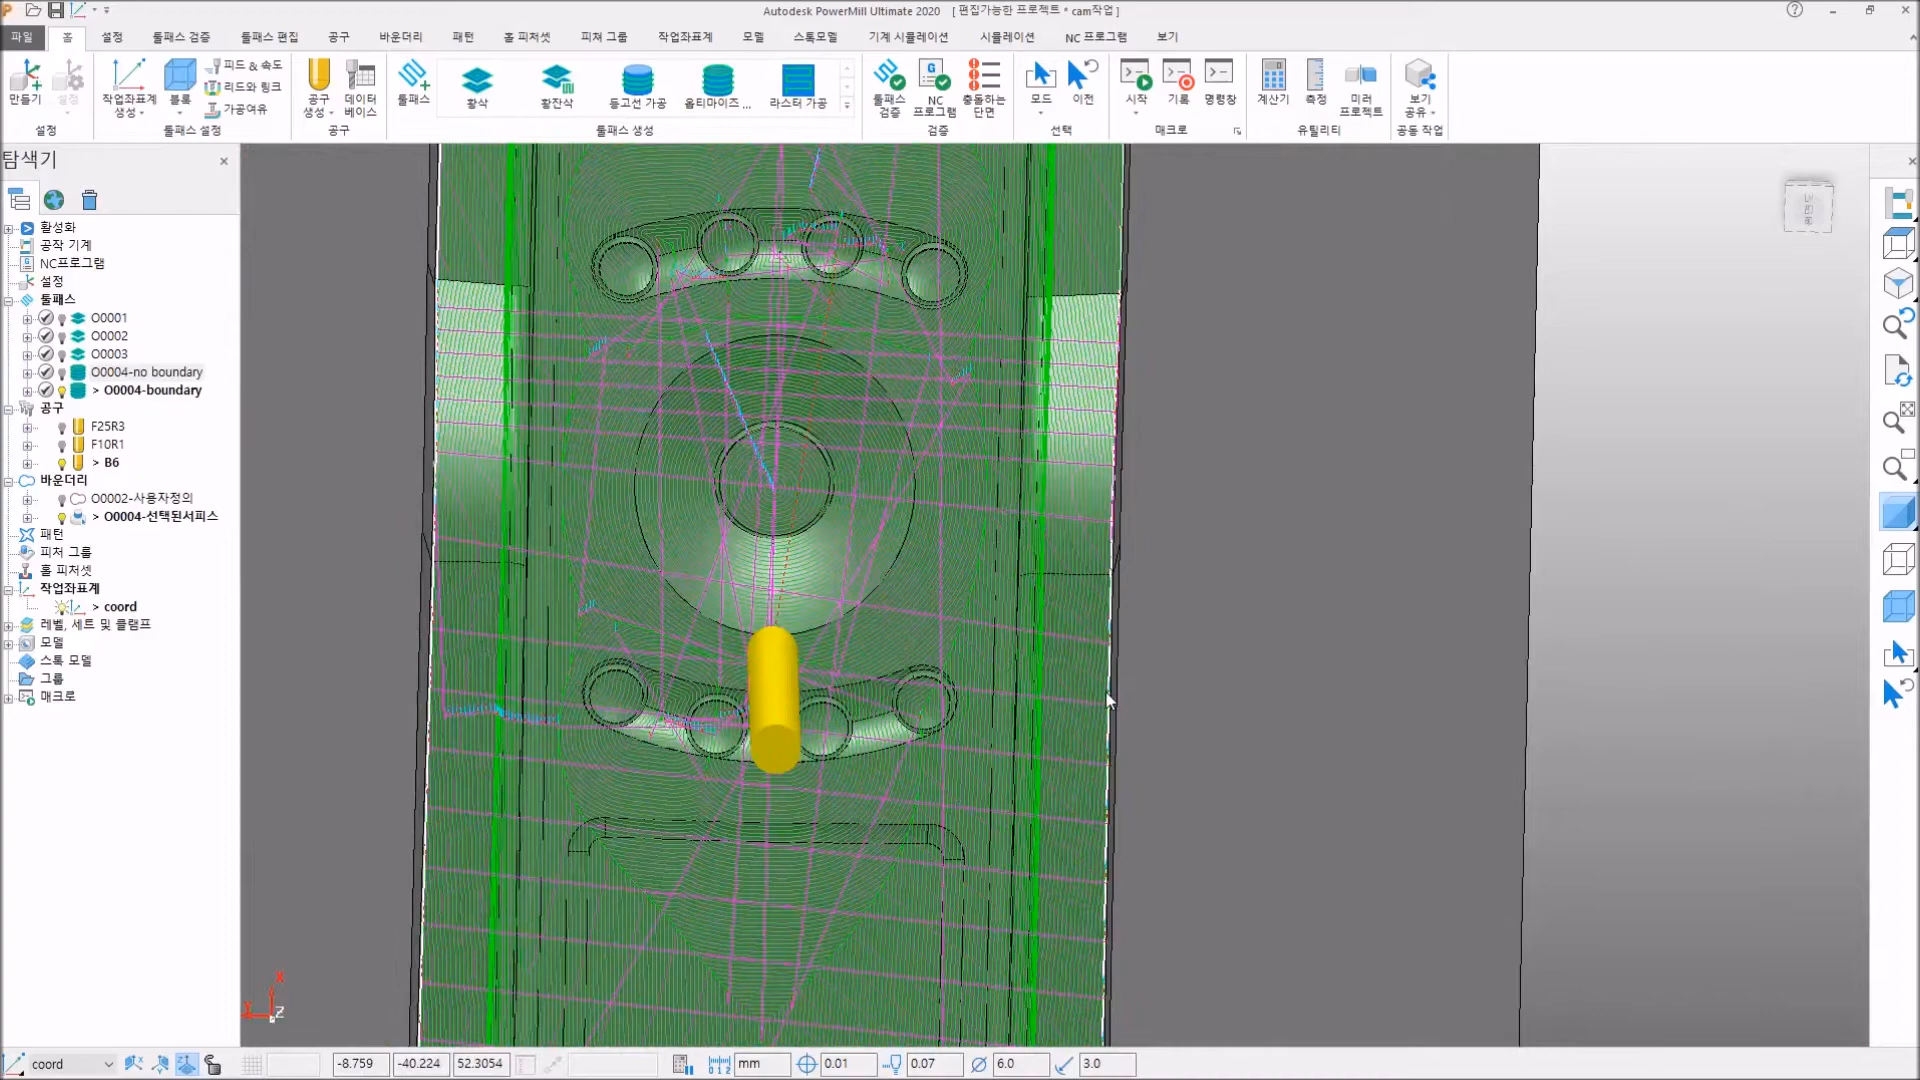 Autodesk PowerMill Ultimate 2020 [ 편집가능한 프로젝트 * cam작업 ]
파일 홈 설정 툴패스 검증 툴패스 편집 공구 바운더리 패턴 홀 피처셋 피쳐 그룹 작업좌표계 모델 스톡모델 기계 시뮬레이션 시뮬레이션 NC 프로그램 보기
만들기 설정 작업좌표계 생성 블록 피드 & 속도 리드와 링크 가공여유 공구 생성 데이터 베이스 툴패스 황삭 황잔삭 등고선 가공 옵티마이즈 ... 라스터 가공 툴패스 검증 NC 프로그램 충돌하는 단면 모드 이전 시작 기록 명령창 계산기 측정 미러 프로젝트 보기 공유
설정 툴패스 설정 공구 툴패스 생성 검증 선택 매크로 유틸리티 공동 작업
탐색기
활성화
공작 기계
NC프로그램
설정
툴패스
O0001
O0002
O0003
O0004-no boundary
> O0004-boundary
공구
F25R3
F10R1
> B6
바운더리
O0002-사용자정의
> O0004-선택된서피스
패턴
피처 그룹
홀 피처셋
작업좌표계
> coord
레벨, 세트 및 클램프
모델
스톡 모델
그룹
매크로
X
Y
Z
coord -8.759 -40.224 52.3054 mm 0.01 0.07 6.0 3.0